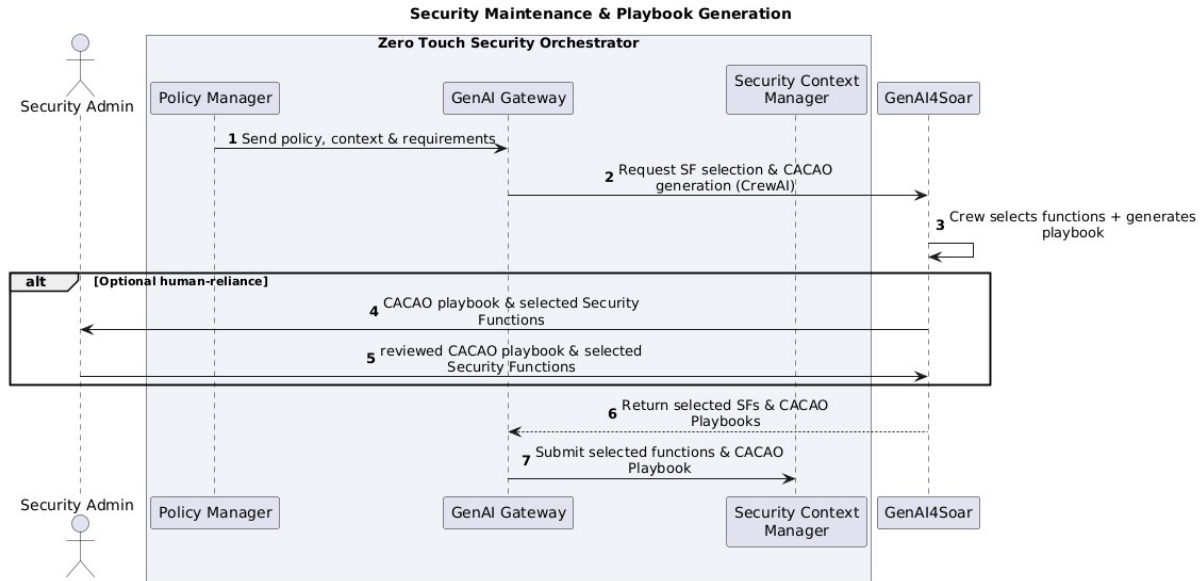 Security Maintenance & Playbook Generation
Zero Touch Security Orchestrator
Security Admin
Policy Manager
GenAI Gateway
Security Context
Manager
GenAI4Soar
1 Send policy, context & requirements
2 Request SF selection & CACAO
generation (CrewAI)
3 Crew selects functions + generates
playbook
alt [Optional human-reliance]
4 CACAO playbook & selected Security
Functions
5 reviewed CACAO playbook & selected
Security Functions
6 Return selected SFs & CACAO
Playbooks
7 Submit selected functions & CACAO
Playbook
Security Admin
Policy Manager
GenAI Gateway
Security Context
Manager
GenAI4Soar